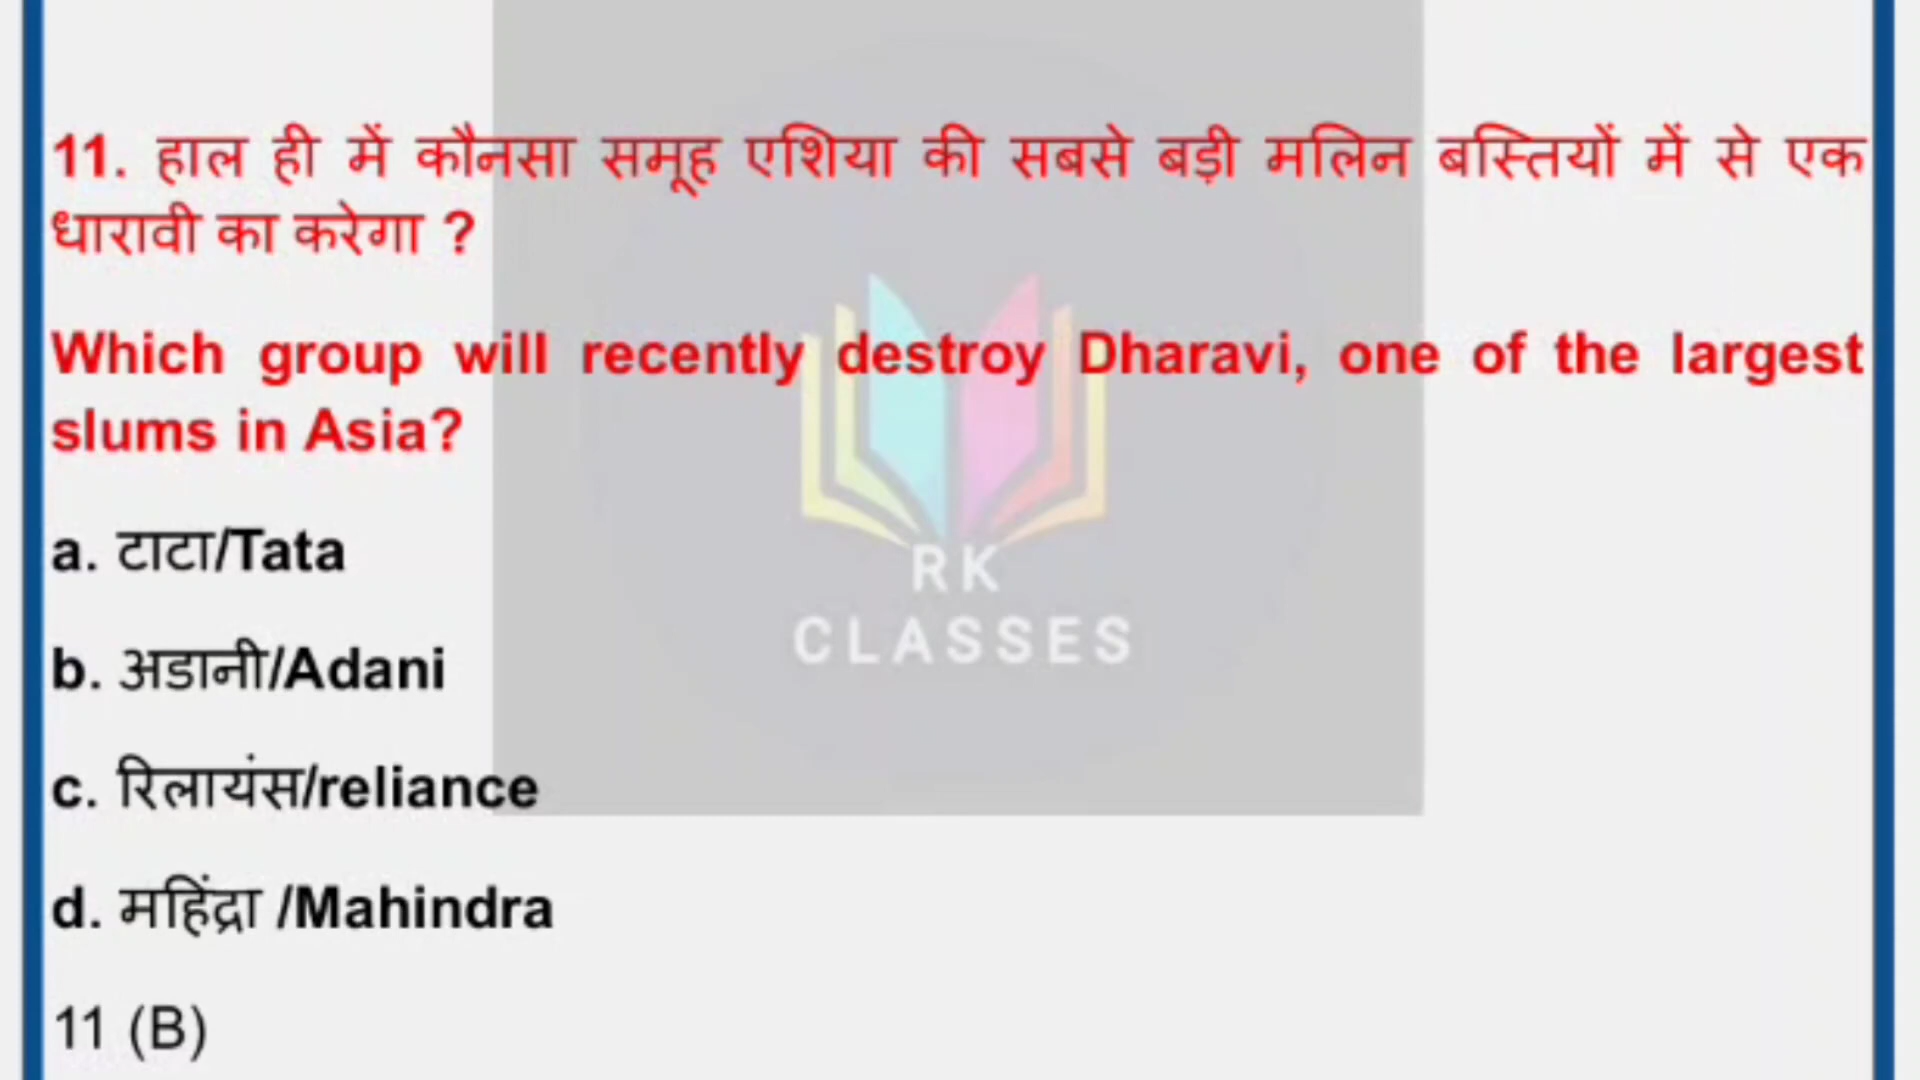 11. हाल ही में कौनसा समूह एशिया की सबसे बड़ी मलिन बस्तियों में से एक
धारावी का करेगा ?
Which group will recently destroy Dharavi, one of the largest
slums in Asia?
a. टाटा/Tata
b. अडानी/Adani
c. रिलायंस/reliance
d. महिंद्रा /Mahindra
11 (B)
RK
CLASSES